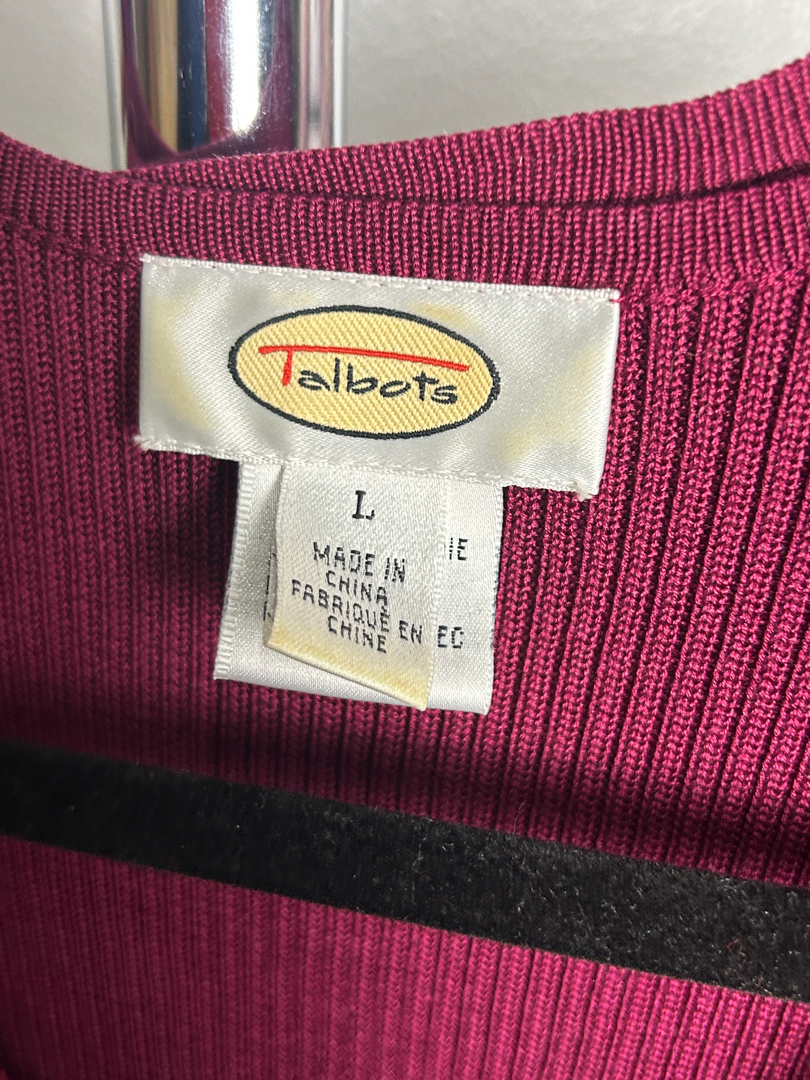 Talbots
L
MADE IN
CHINA
FABRIQUÉ EN
CHINE